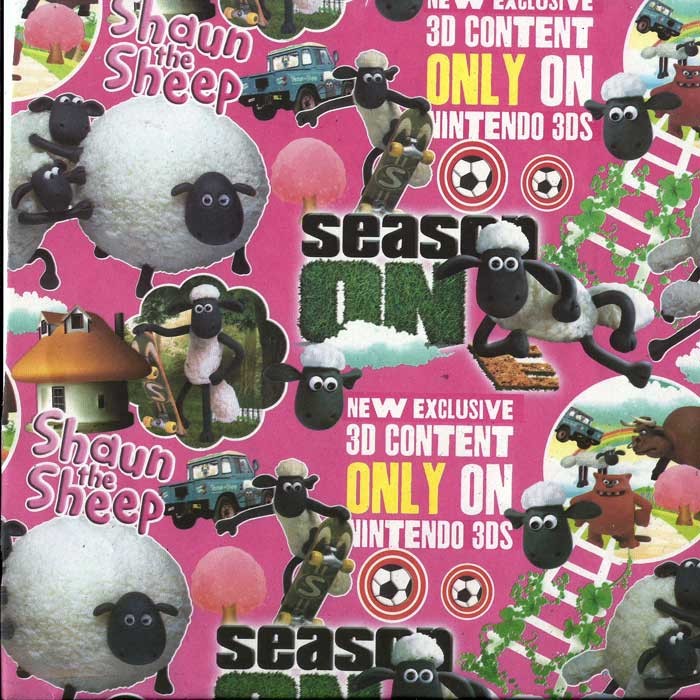 Shaun
the
Sheep
NEW EXCLUSIVE
3D CONTENT
ONLY ON
NINTENDO 3DS
season
ON
NEW EXCLUSIVE
3D CONTENT
ONLY ON
NINTENDO 3DS
Shaun
the
Sheep
season
ON